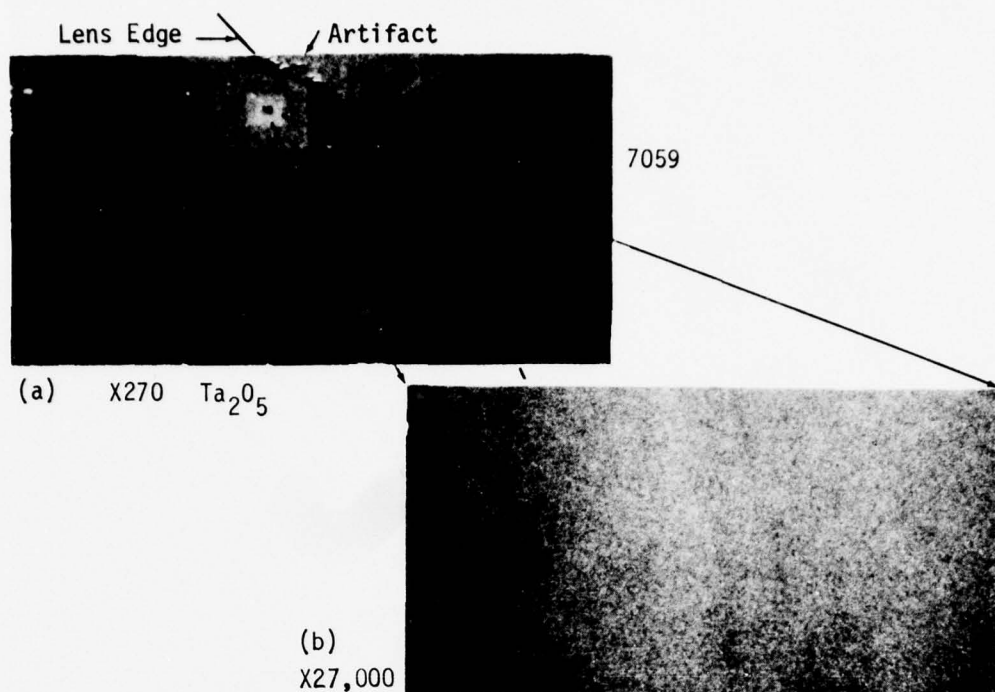 Lens Edge
Artifact
7059
(a) X270 Ta₂O₅
(b)
X27,000